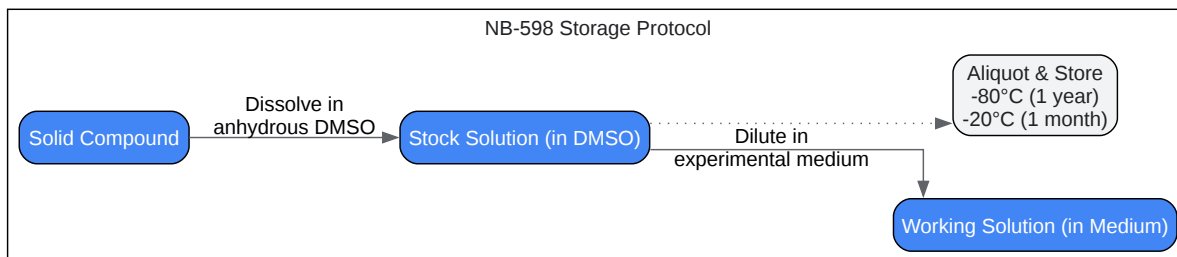 NB-598 Storage Protocol
Solid Compound
Dissolve in
anhydrous DMSO
Stock Solution (in DMSO)
Aliquot & Store
-80°C (1 year)
-20°C (1 month)
Dilute in
experimental medium
Working Solution (in Medium)